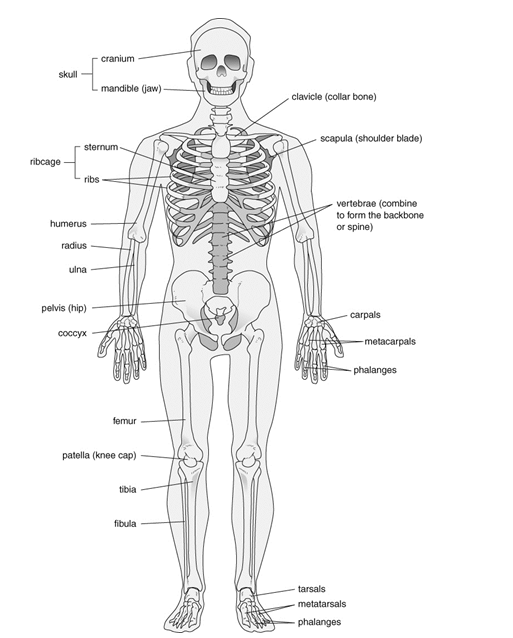 cranium
skull
mandible (jaw)
clavicle (collar bone)
scapula (shoulder blade)
sternum
ribcage
ribs
vertebrae (combine
to form the backbone
or spine)
humerus
radius
ulna
pelvis (hip)
carpals
coccyx
metacarpals
phalanges
femur
patella (knee cap)
tibia
fibula
tarsals
metatarsals
phalanges